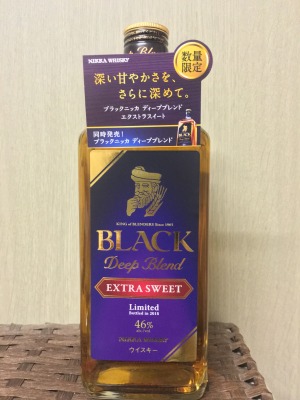 NIKKA WHISKY
数量
限定
深い甘やかさを、
さらに深めて。
ブラックニッカ ディープブレンド
エクストラスイート
同時発売!
ブラックニッカ ディープブレンド
KING OF BLENDERS Since 1965
BLACK
Deep Blend
EXTRA SWEET
Limited
Bottled in 2018
46%
NIKKA WHISKY
ウイスキー